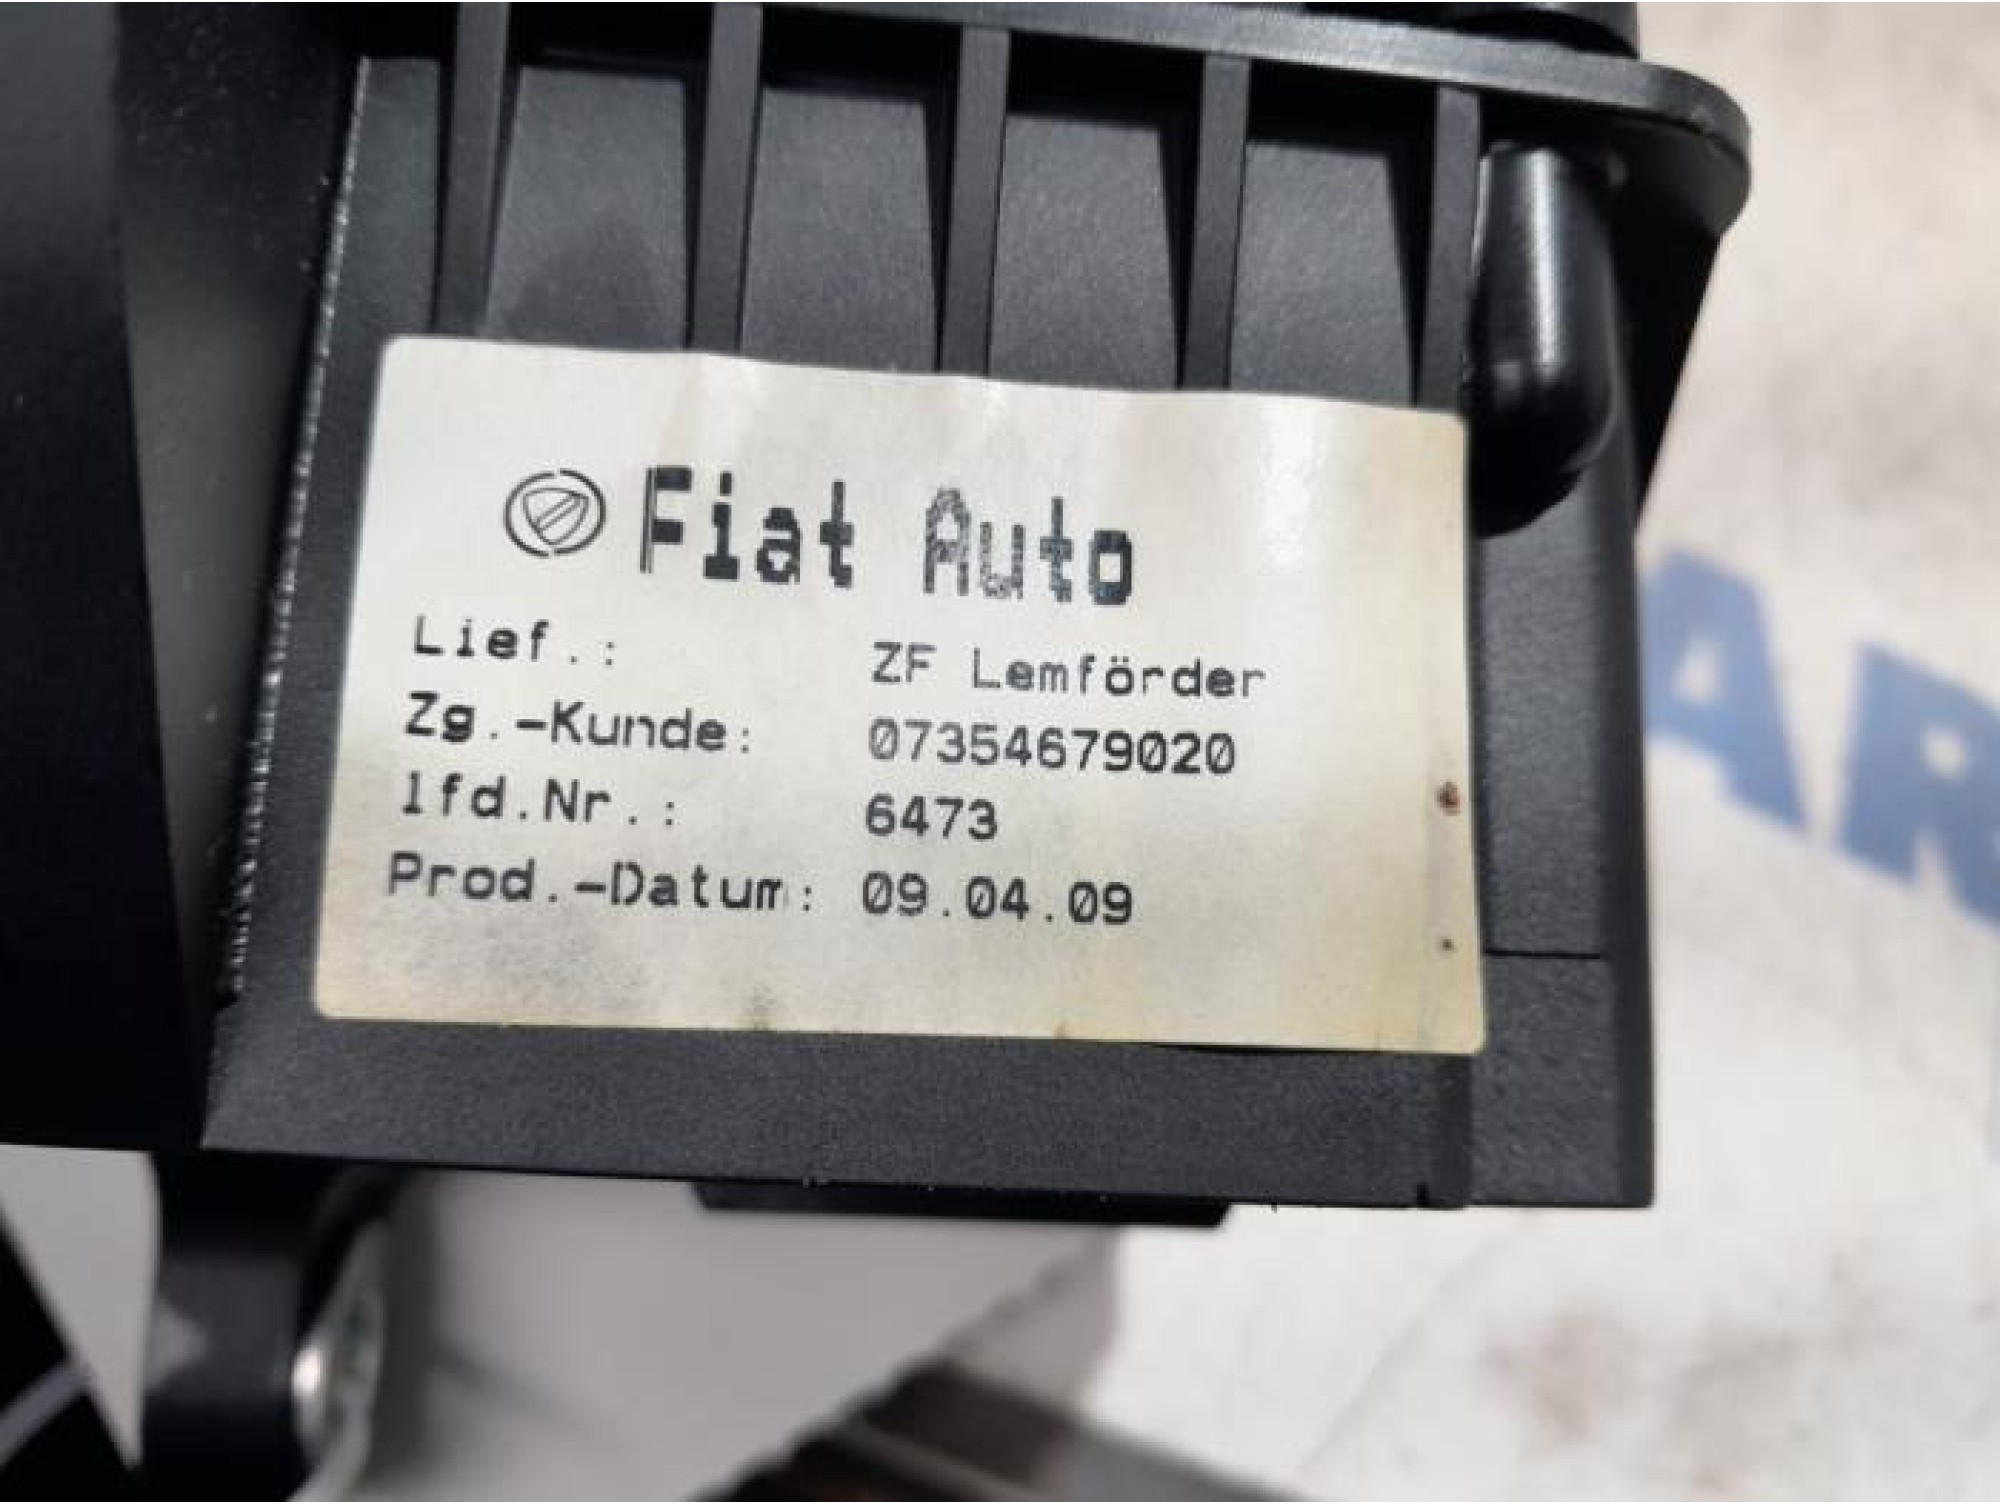 Fiat Auto
Lief.: ZF Lemförder
Zg.-Kunde: 07354679020
lfd.Nr.: 6473
Prod.-Datum: 09.04.09